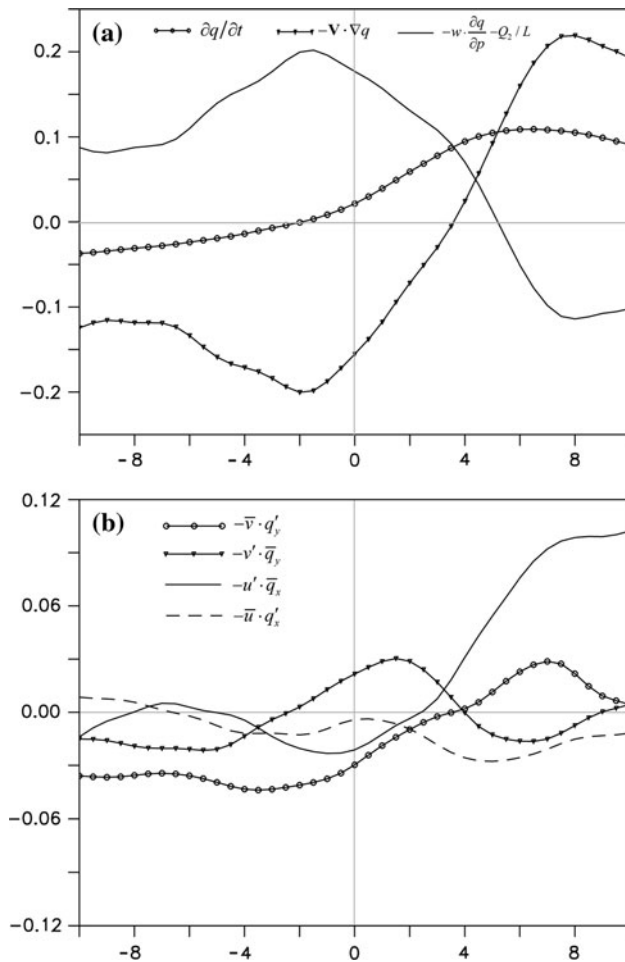 (a) ∂q/∂t −V·∇q −w·∂q/∂p −Q₂/L
0.2
0.1
0.0
−0.1
−0.2
−8 −4 0 4 8
0.12
(b)
−v̅·q′y
−v′·q̅y
0.06
−u′·q̅x
−u̅·q′x
0.00
−0.06
−0.12
−8 −4 0 4 8